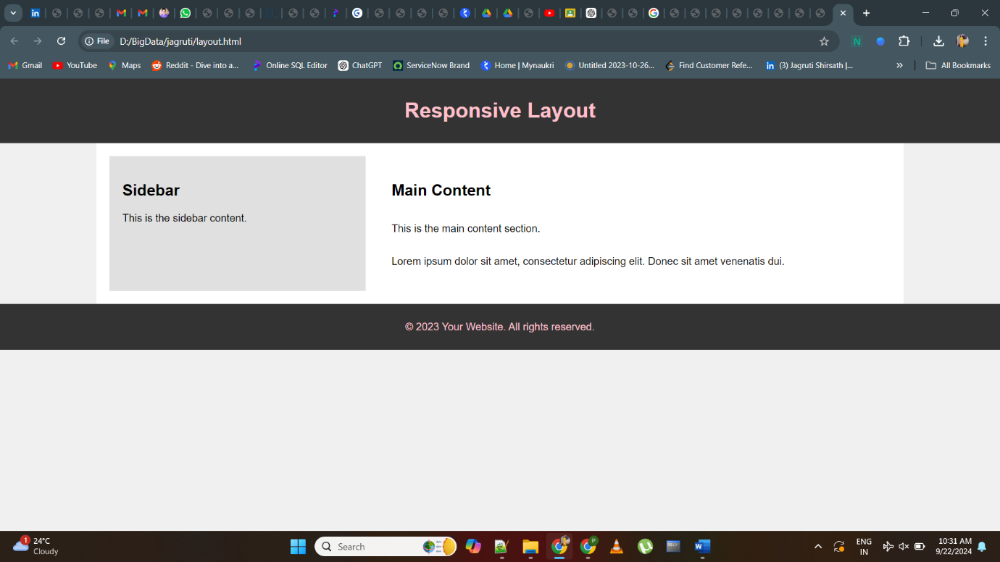 File D:/BigData/jagruti/layout.html
Gmail YouTube Maps Reddit - Dive into a... Online SQL Editor ChatGPT ServiceNow Brand Home | Mynaukri Untitled 2023-10-26... Find Customer Refe... (3) Jagruti Shirsath |... » All Bookmarks
Responsive Layout
Sidebar
This is the sidebar content.
Main Content
This is the main content section.
Lorem ipsum dolor sit amet, consectetur adipiscing elit. Donec sit amet venenatis dui.
© 2023 Your Website. All rights reserved.
1
24°C
Cloudy
Search
ENG
IN
10:31 AM
9/22/2024